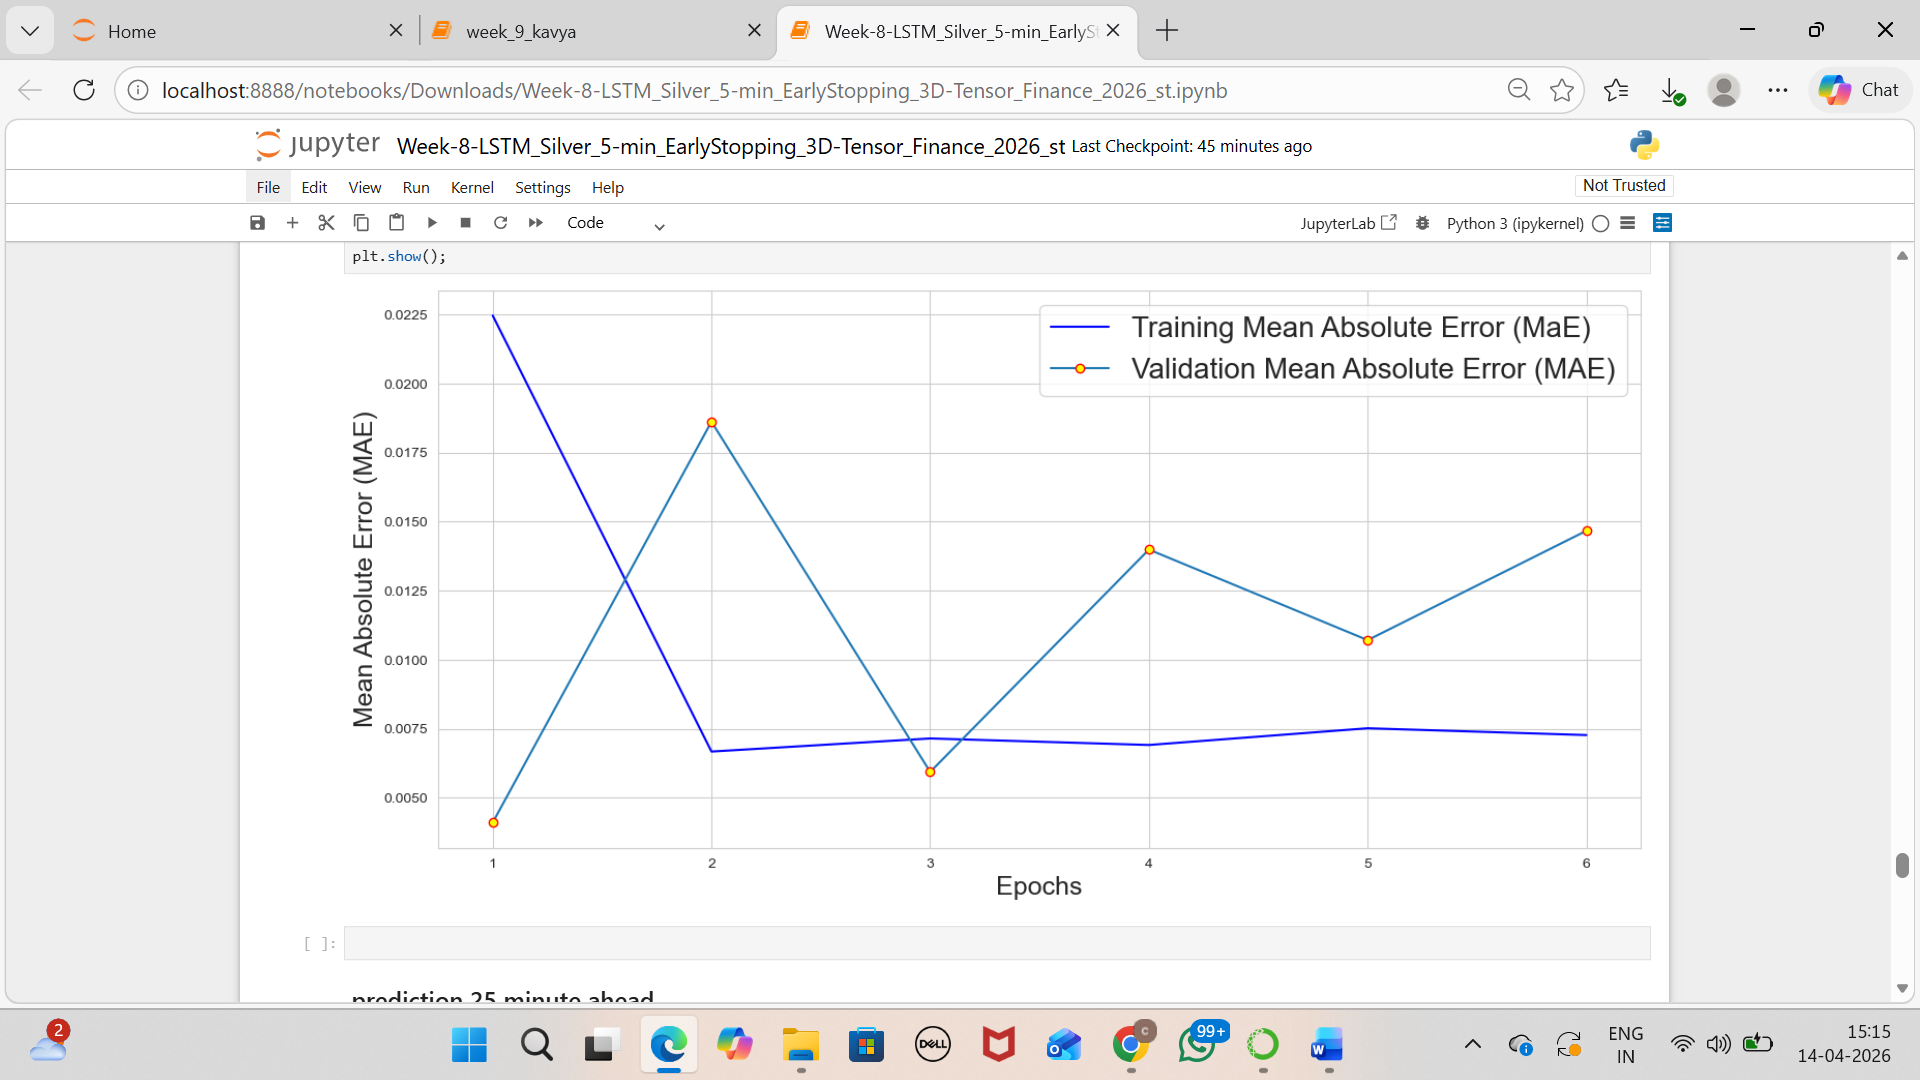 Home
week_9_kavya
Week-8-LSTM_Silver_5-min_EarlySt
localhost:8888/notebooks/Downloads/Week-8-LSTM_Silver_5-min_EarlyStopping_3D-Tensor_Finance_2026_st.ipynb
Chat
jupyter Week-8-LSTM_Silver_5-min_EarlyStopping_3D-Tensor_Finance_2026_st Last Checkpoint: 45 minutes ago
File Edit View Run Kernel Settings Help
Not Trusted
Code
JupyterLab
Python 3 (ipykernel)
plt.show();
Training Mean Absolute Error (MaE)
Validation Mean Absolute Error (MAE)
Mean Absolute Error (MAE)
0.0225
0.0200
0.0175
0.0150
0.0125
0.0100
0.0075
0.0050
1 2 3 4 5 6
Epochs
[ ]:
prediction 25 minute ahead
2
DELL
C
99+
W
ENG
IN
15:15
14-04-2026